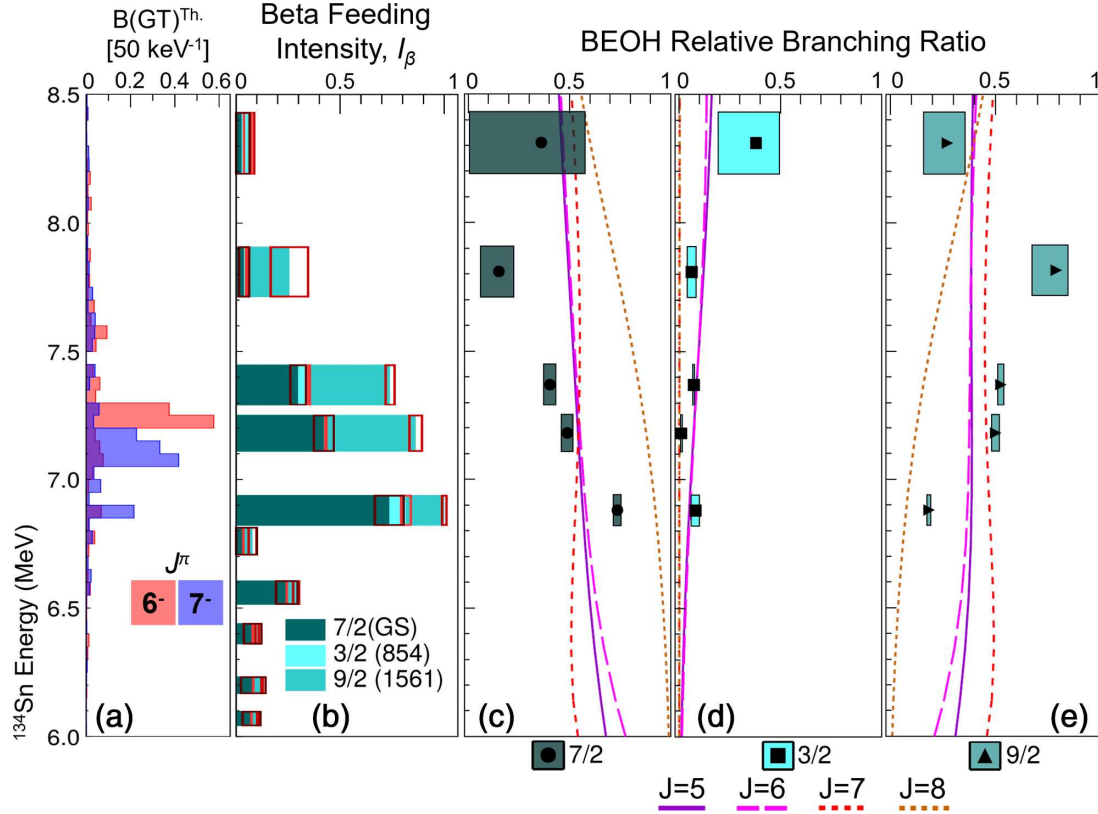 B(GT)ᵀʰ·
[50 keV⁻¹]
Beta Feeding
Intensity, I_β
BEOH Relative Branching Ratio
0 0.2 0.4 0.6
0 0.5 1
0 0.5 1
0 0.5 1
0 0.5 1
8.5
8.0
7.5
7.0
6.5
6.0
¹³⁴Sn Energy (MeV)
J^π
6⁻ 7⁻
7/2(GS)
3/2 (854)
9/2 (1561)
(a) (b) (c) (d) (e)
7/2 3/2 9/2
J=5 J=6 J=7 J=8